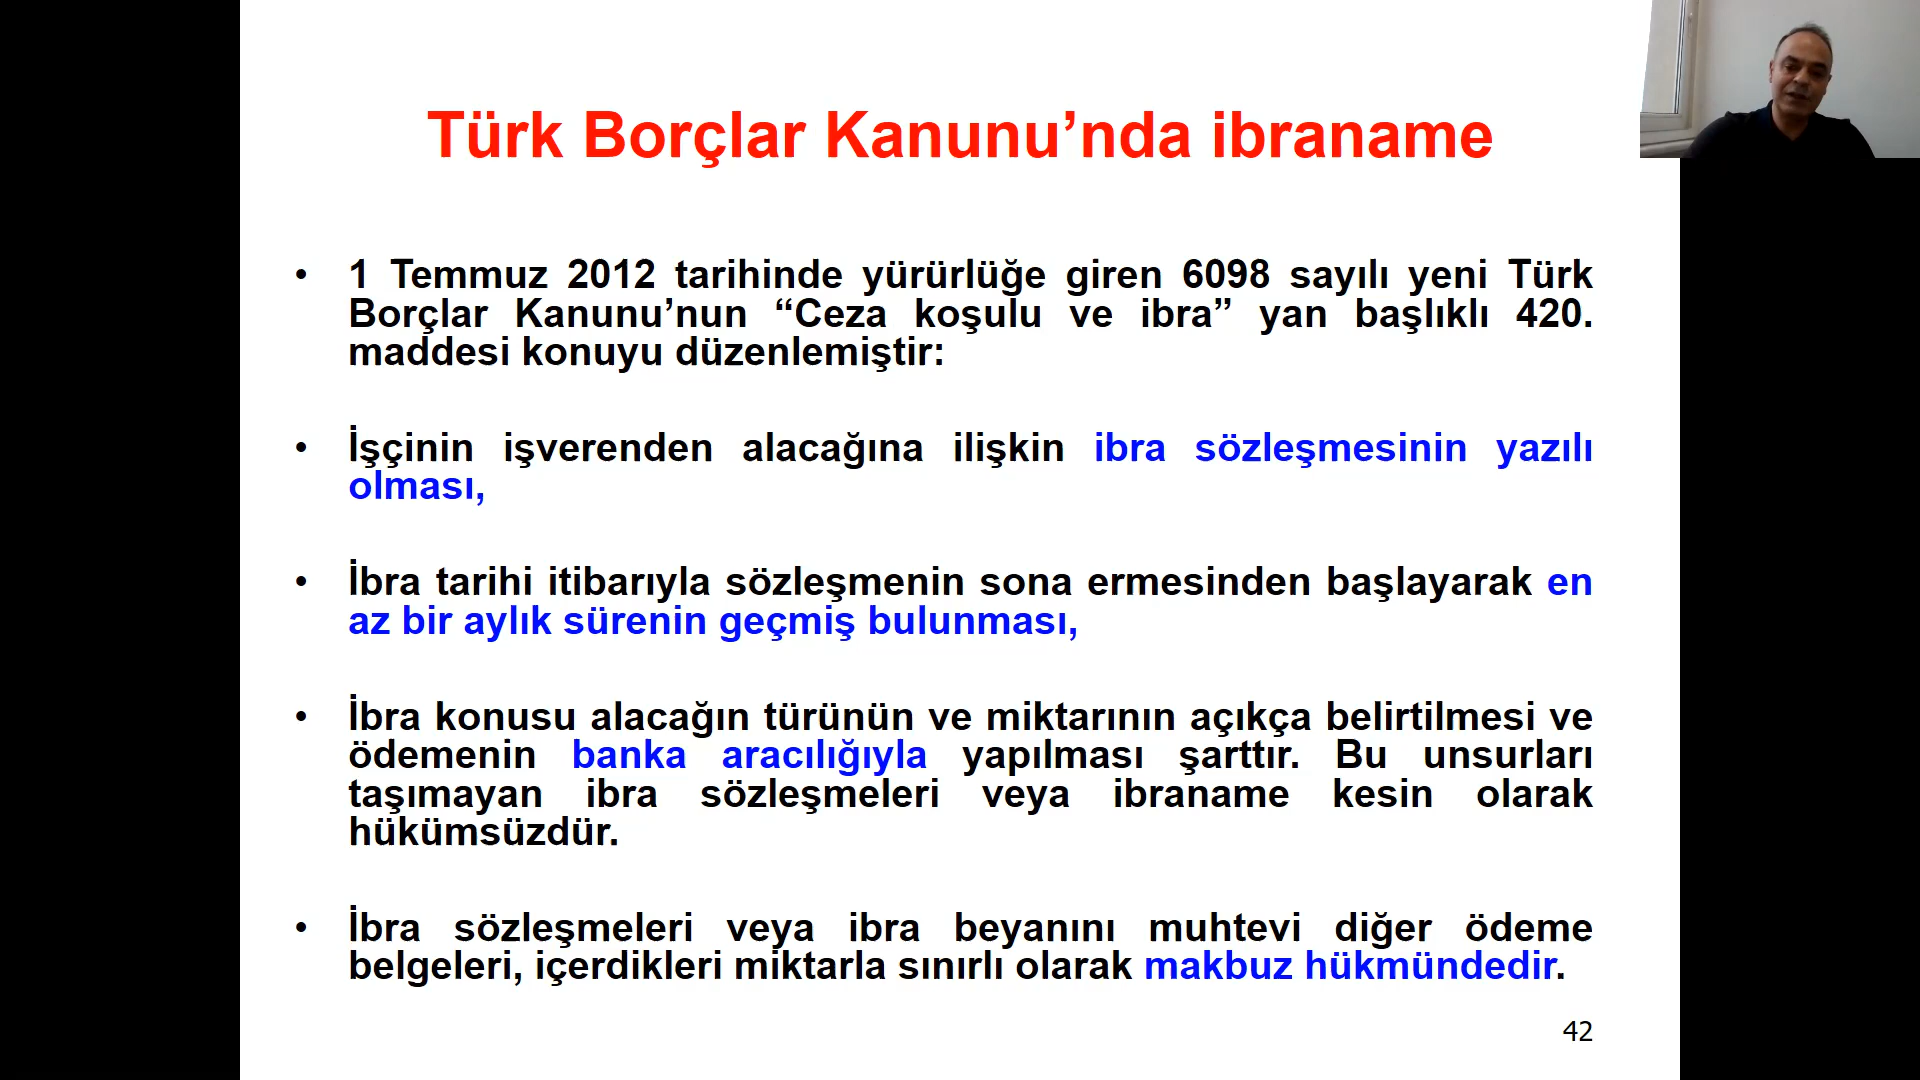 Türk Borçlar Kanunu’nda ibraname
• 1 Temmuz 2012 tarihinde yürürlüğe giren 6098 sayılı yeni Türk
Borçlar Kanunu’nun “Ceza koşulu ve ibra” yan başlıklı 420.
maddesi konuyu düzenlemiştir:
• İşçinin işverenden alacağına ilişkin ibra sözleşmesinin yazılı
olması,
• İbra tarihi itibarıyla sözleşmenin sona ermesinden başlayarak en
az bir aylık sürenin geçmiş bulunması,
• İbra konusu alacağın türünün ve miktarının açıkça belirtilmesi ve
ödemenin banka aracılığıyla yapılması şarttır. Bu unsurları
taşımayan ibra sözleşmeleri veya ibraname kesin olarak
hükümsüzdür.
• İbra sözleşmeleri veya ibra beyanını muhtevi diğer ödeme
belgeleri, içerdikleri miktarla sınırlı olarak makbuz hükmündedir.
42